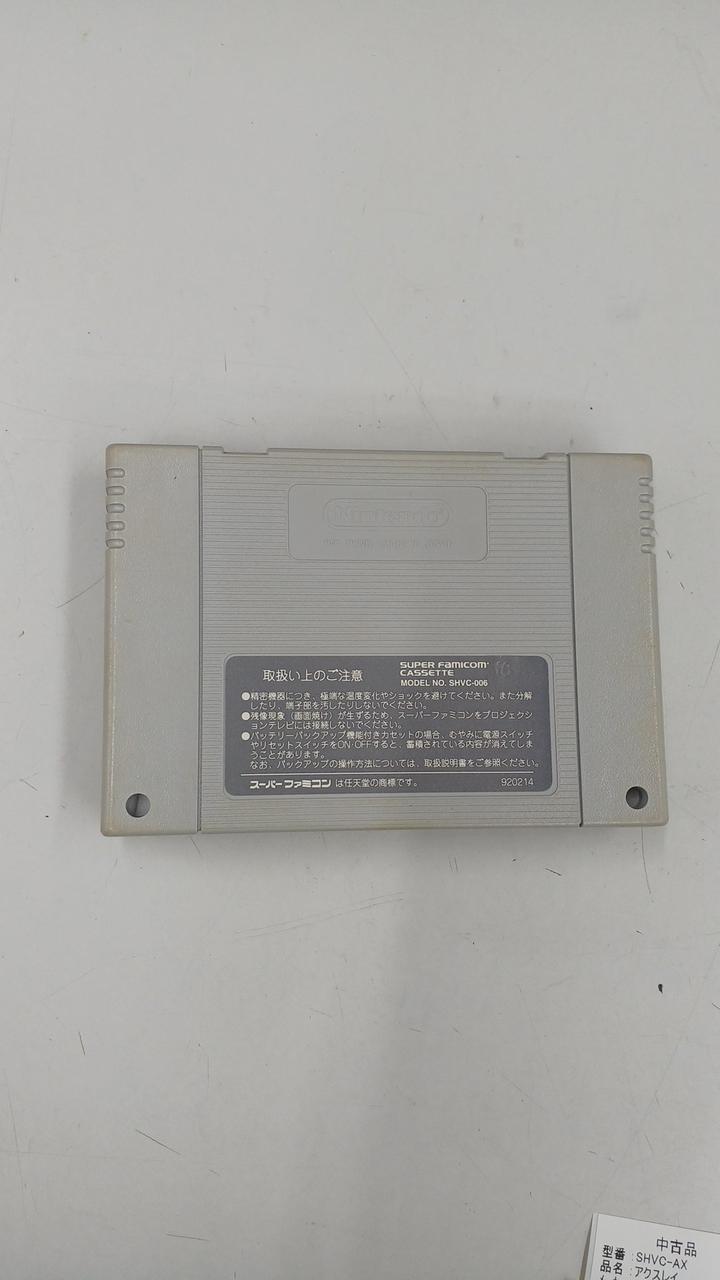 Nintendo
取扱い上のご注意
SUPER FAMICOM
CASSETTE
MODEL NO. SHVC-006
●精密機器につき、極端な温度変化やショックを避けてください。また分解
したり、端子部を汚したりしないでください。
●残像現象（画面焼け）が生ずるため、スーパーファミコンをプロジェクシ
ョンテレビには接続しないでください。
●バッテリーバックアップ機能付きカセットの場合、むやみに電源スイッチ
やリセットスイッチをON・OFFすると、蓄積されている内容が消えてしま
うことがあります。
なお、バックアップの操作方法については、取扱説明書をご参照ください。
スーパーファミコン は任天堂の商標です。
920214
中古品
型番 :SHVC-AX
品名 :アクスレイ